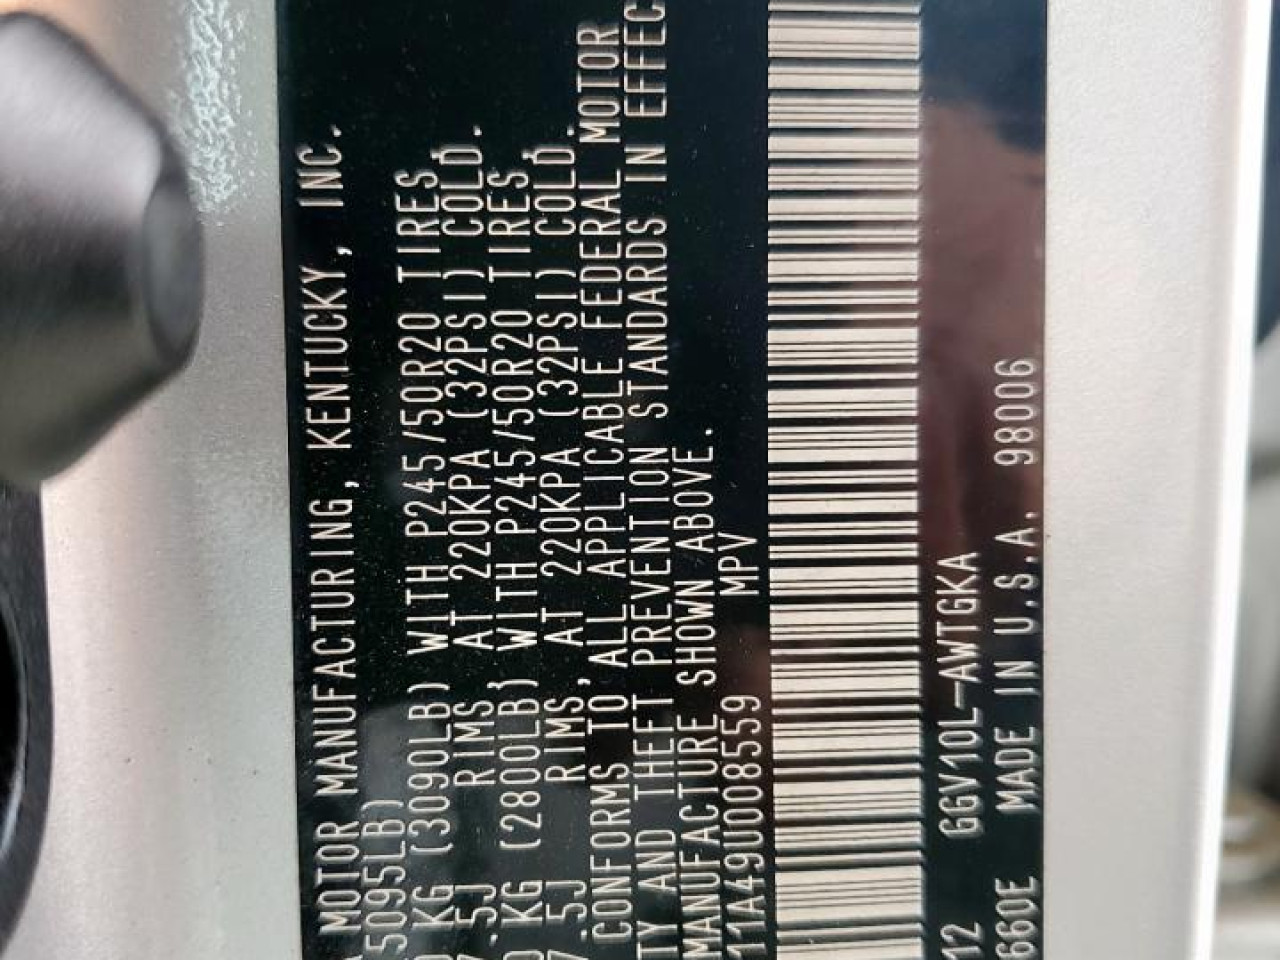 A MOTOR MANUFACTURING, KENTUCKY, INC.
5095LB)
KG (3090LB) WITH P245/50R20 TIRES
7.5J RIMS AT 220KPA (32PSI) COLD.
KG (2800LB) WITH P245/50R20 TIRES
7.5J RIMS, AT 220KPA (32PSI) COLD.
CONFORMS TO ALL APPLICABLE FEDERAL MOTOR
TY AND THEFT PREVENTION STANDARDS IN EFFEC
MANUFACTURE SHOWN ABOVE.
11A49U008559 MPV
12 GGV10L-AWTGKA
660E MADE IN U.S.A. 98006